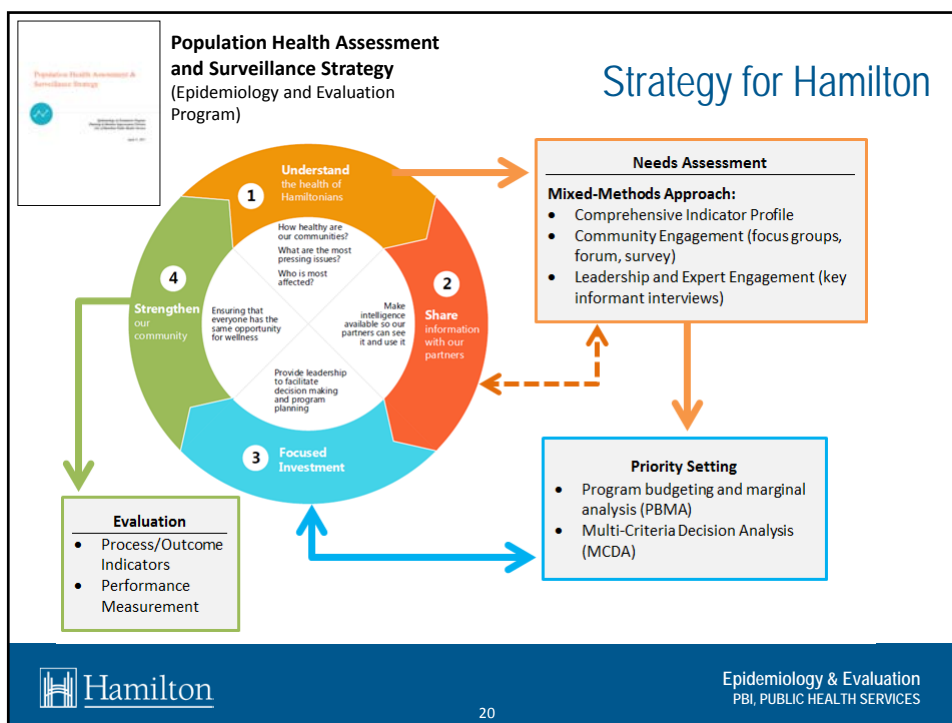 Population Health Assessment &
Surveillance Strategy
Population Health Assessment
and Surveillance Strategy
(Epidemiology and Evaluation
Program)
Strategy for Hamilton
1
Understand
the health of
Hamiltonians
How healthy are
our communities?
What are the most
pressing issues?
Who is most
affected?
2
Share
information
with our
partners
Make
intelligence
available so our
partners can see
it and use it
3
Focused
Investment
Provide leadership
to facilitate
decision making
and program
planning
4
Strengthen
our
community
Ensuring that
everyone has the
same opportunity
for wellness
Needs Assessment
Mixed-Methods Approach:
• Comprehensive Indicator Profile
• Community Engagement (focus groups,
forum, survey)
• Leadership and Expert Engagement (key
informant interviews)
Priority Setting
• Program budgeting and marginal
analysis (PBMA)
• Multi-Criteria Decision Analysis
(MCDA)
Evaluation
• Process/Outcome
Indicators
• Performance
Measurement
Hamilton
20
Epidemiology & Evaluation
PBI, PUBLIC HEALTH SERVICES